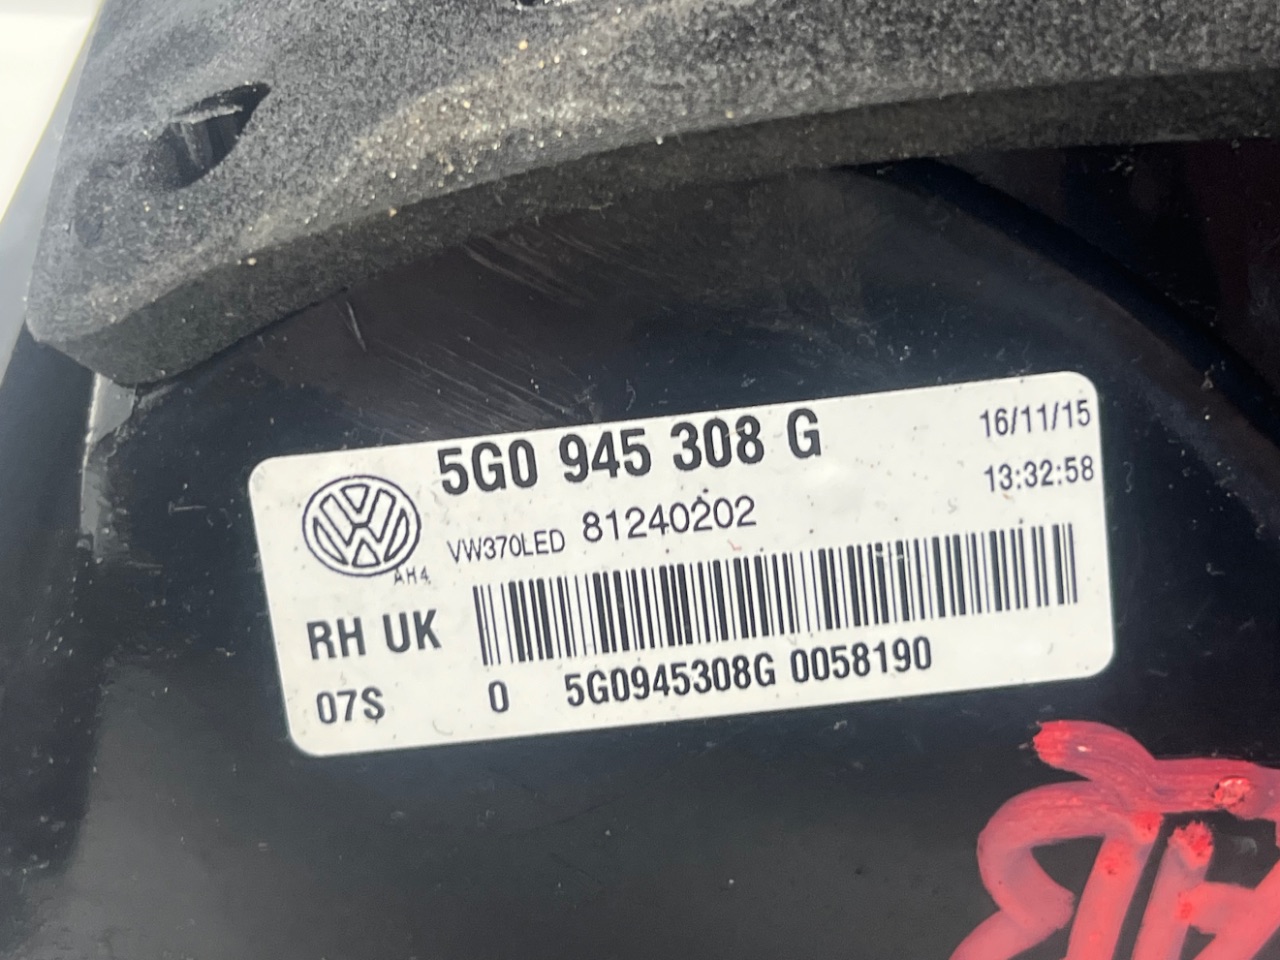 5G0 945 308 G
16/11/15
VW370LED 81240202
13:32:58
AH4
RH UK
07S
0 5G0945308G 0058190